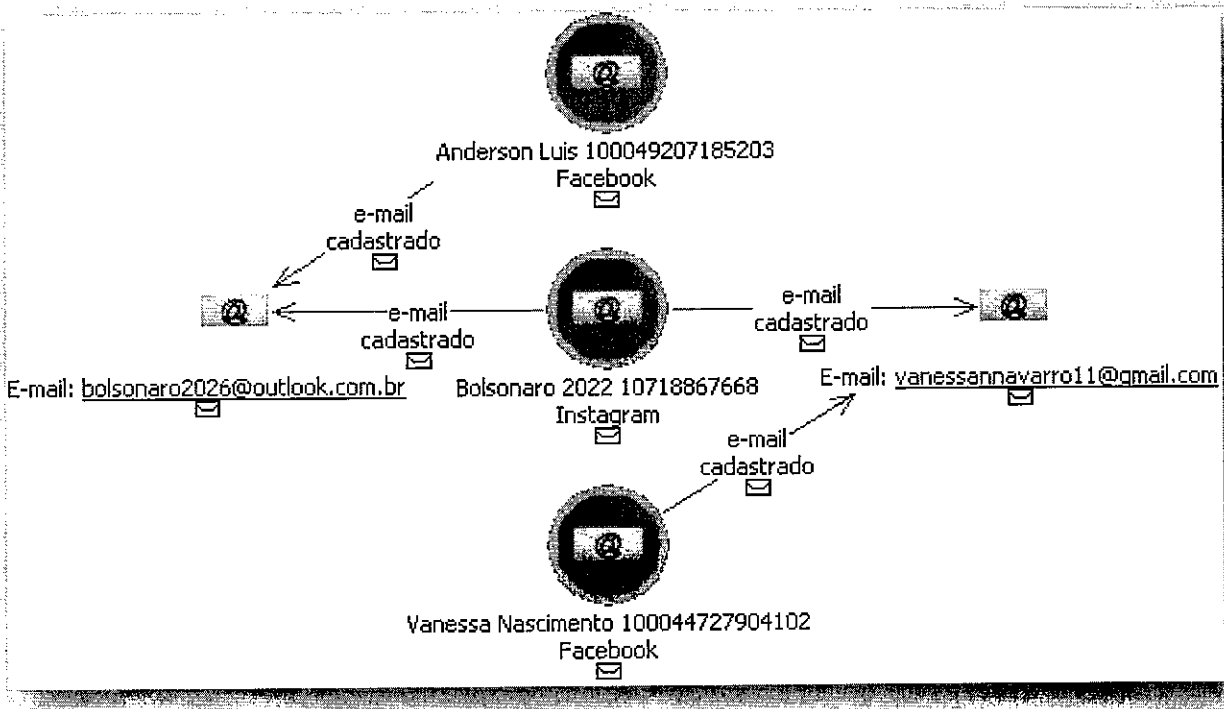 Anderson Luis 100049207185203
Facebook
e-mail
cadastrado
e-mail
cadastrado
e-mail
cadastrado
E-mail: bolsonaro2026@outlook.com.br
Bolsonaro 2022 10718867668
Instagram
E-mail: vanessannavarro11@gmail.com
e-mail
cadastrado
Vanessa Nascimento 100044727904102
Facebook